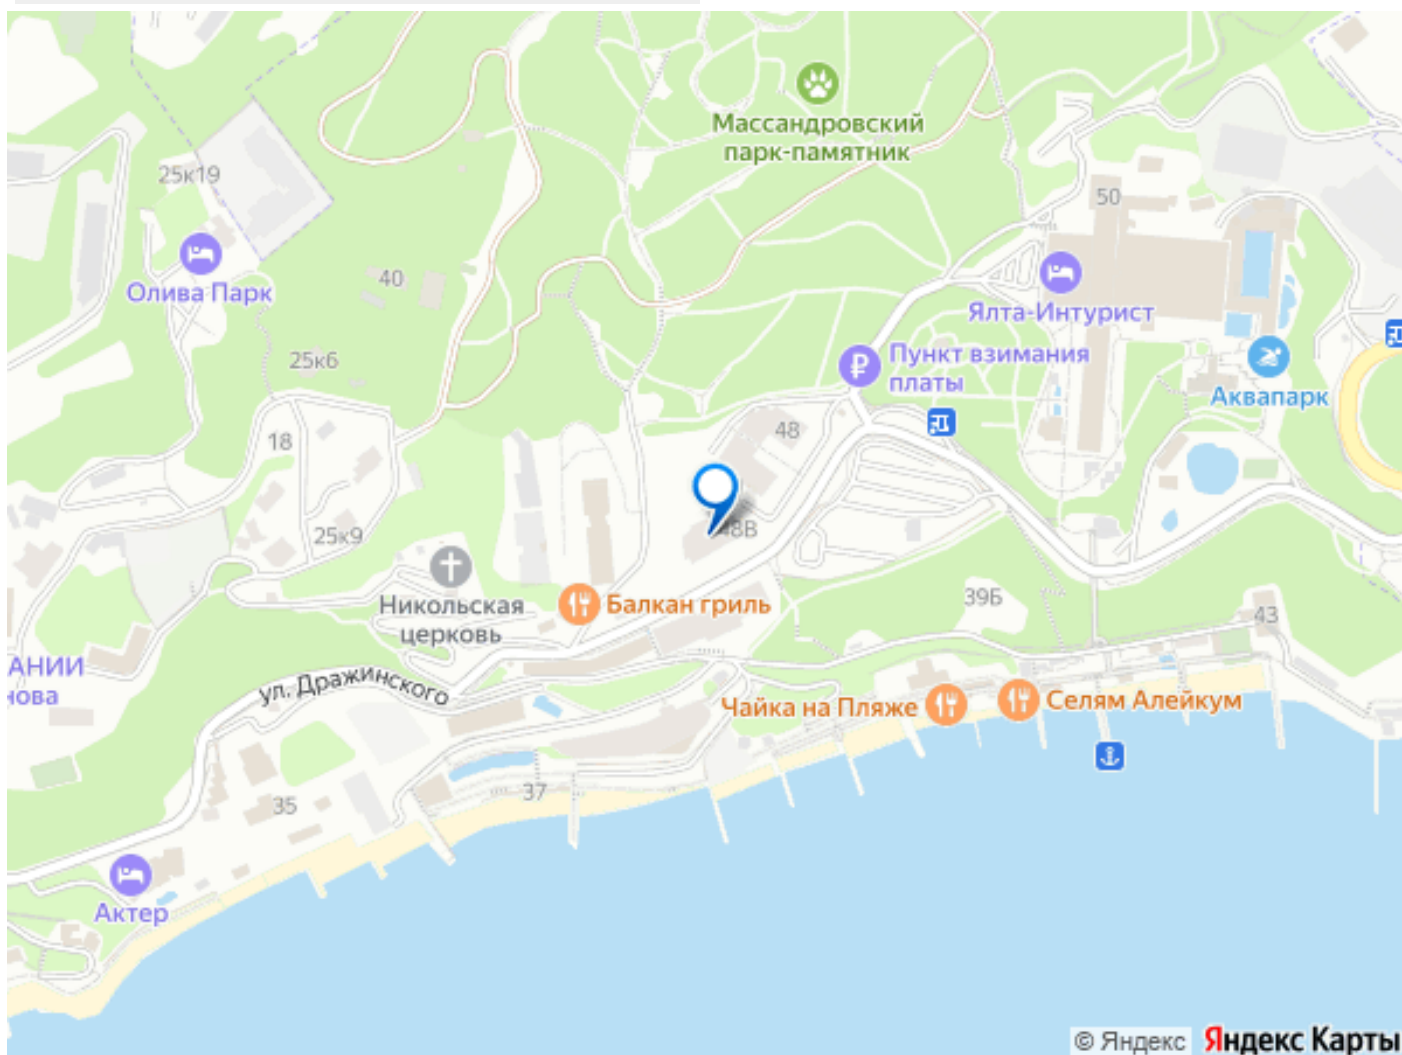 Массандровский
парк-памятник
25к19
50
Олива Парк
40
Ялта-Интурист
25к6
Пункт взимания
платы
Аквапарк
18
48
25к9
48В
Никольская
церковь
Балкан гриль
39Б
43
АНИИ
нова
ул. Дражинского
Чайка на Пляже
Селям Алейкум
37
35
Актер
© Яндекс
Яндекс Карты